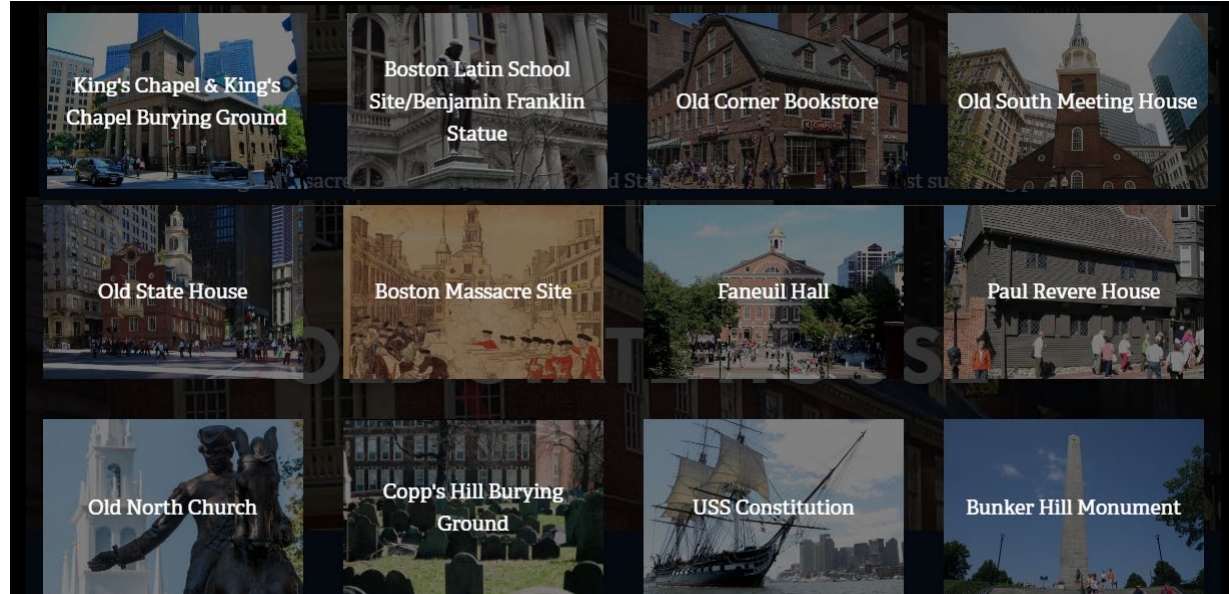 King's Chapel & King's
Chapel Burying Ground
Boston Latin School
Site/Benjamin Franklin
Statue
Old Corner Bookstore
Old South Meeting House
Old State House
Boston Massacre Site
Faneuil Hall
Paul Revere House
Old North Church
Copp's Hill Burying
Ground
USS Constitution
Bunker Hill Monument